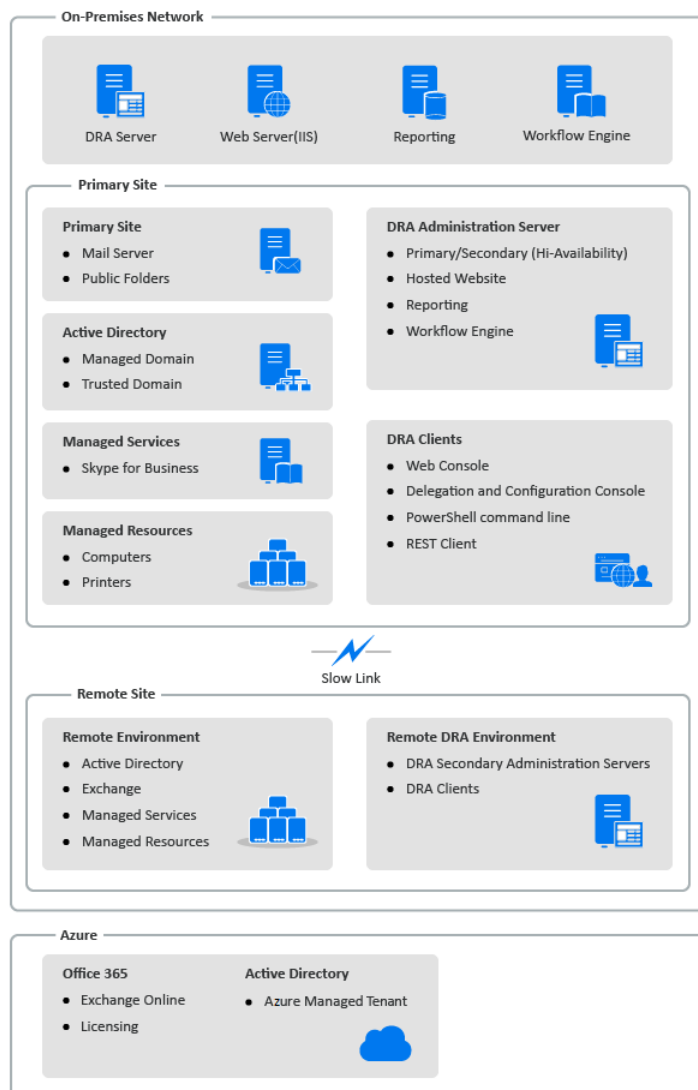 On-Premises Network
DRA Server
Web Server(IIS)
Reporting
Workflow Engine
Primary Site
Primary Site
Mail Server
Public Folders
Active Directory
Managed Domain
Trusted Domain
Managed Services
Skype for Business
Managed Resources
Computers
Printers
DRA Administration Server
Primary/Secondary (Hi-Availability)
Hosted Website
Reporting
Workflow Engine
DRA Clients
Web Console
Delegation and Configuration Console
PowerShell command line
REST Client
Slow Link
Remote Site
Remote Environment
Active Directory
Exchange
Managed Services
Managed Resources
Remote DRA Environment
DRA Secondary Administration Servers
DRA Clients
Azure
Office 365
Exchange Online
Licensing
Active Directory
Azure Managed Tenant